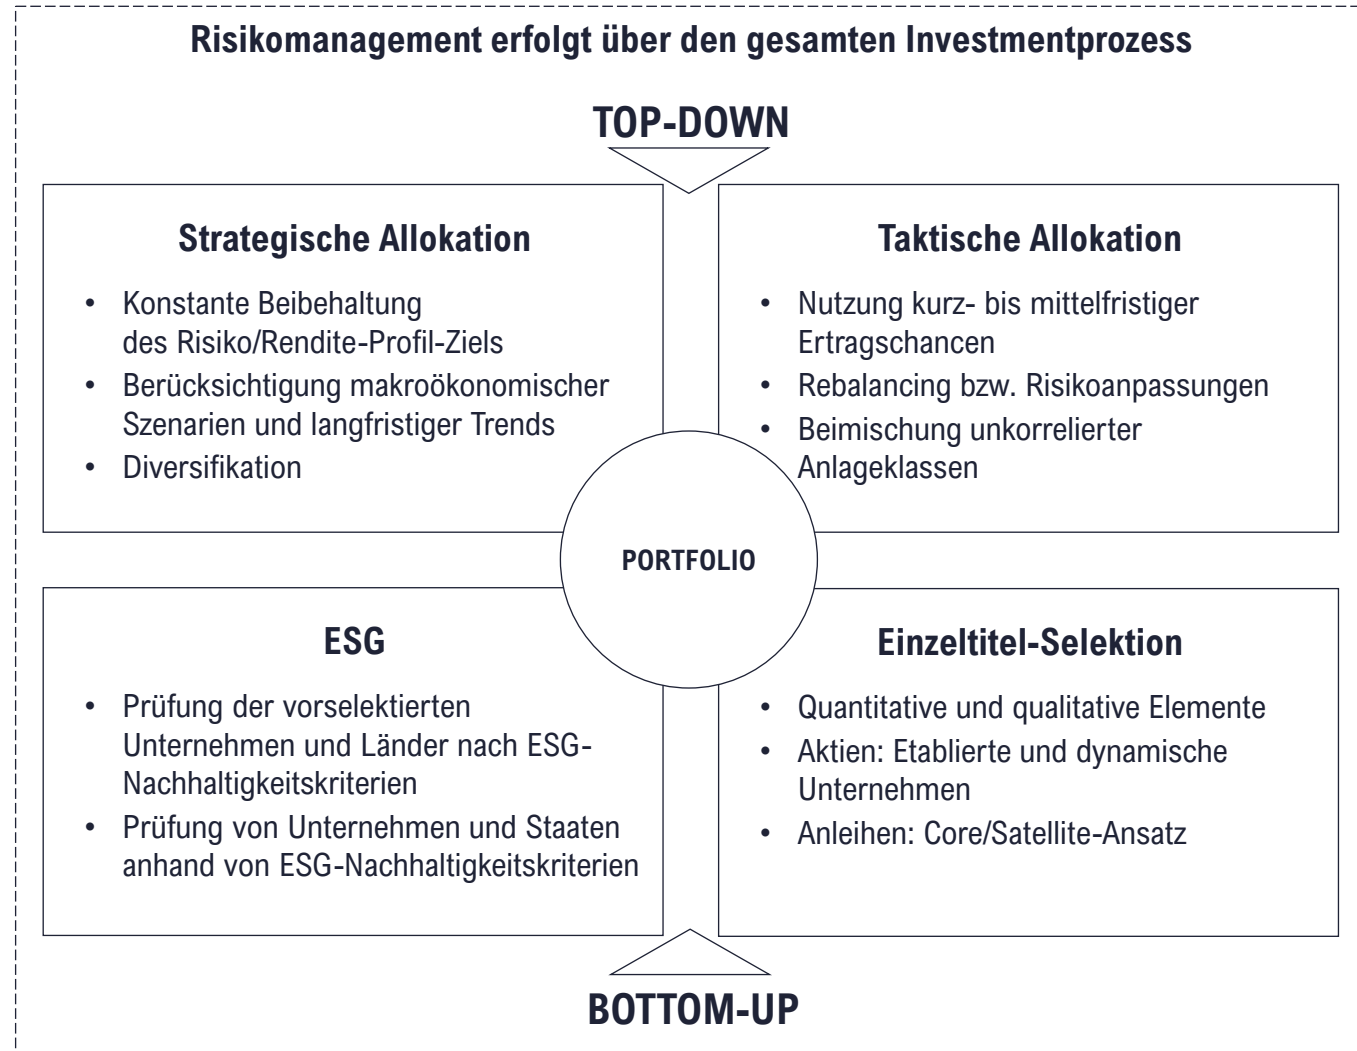 Risikomanagement erfolgt über den gesamten Investmentprozess
TOP-DOWN
Strategische Allokation
• Konstante Beibehaltung
des Risiko/Rendite-Profil-Ziels
• Berücksichtigung makroökonomischer
Szenarien und langfristiger Trends
• Diversifikation
Taktische Allokation
• Nutzung kurz- bis mittelfristiger
Ertragschancen
• Rebalancing bzw. Risikoanpassungen
• Beimischung unkorrelierter
Anlageklassen
PORTFOLIO
ESG
• Prüfung der vorselektierten
Unternehmen und Länder nach ESG-
Nachhaltigkeitskriterien
• Prüfung von Unternehmen und Staaten
anhand von ESG-Nachhaltigkeitskriterien
Einzeltitel-Selektion
• Quantitative und qualitative Elemente
• Aktien: Etablierte und dynamische
Unternehmen
• Anleihen: Core/Satellite-Ansatz
BOTTOM-UP